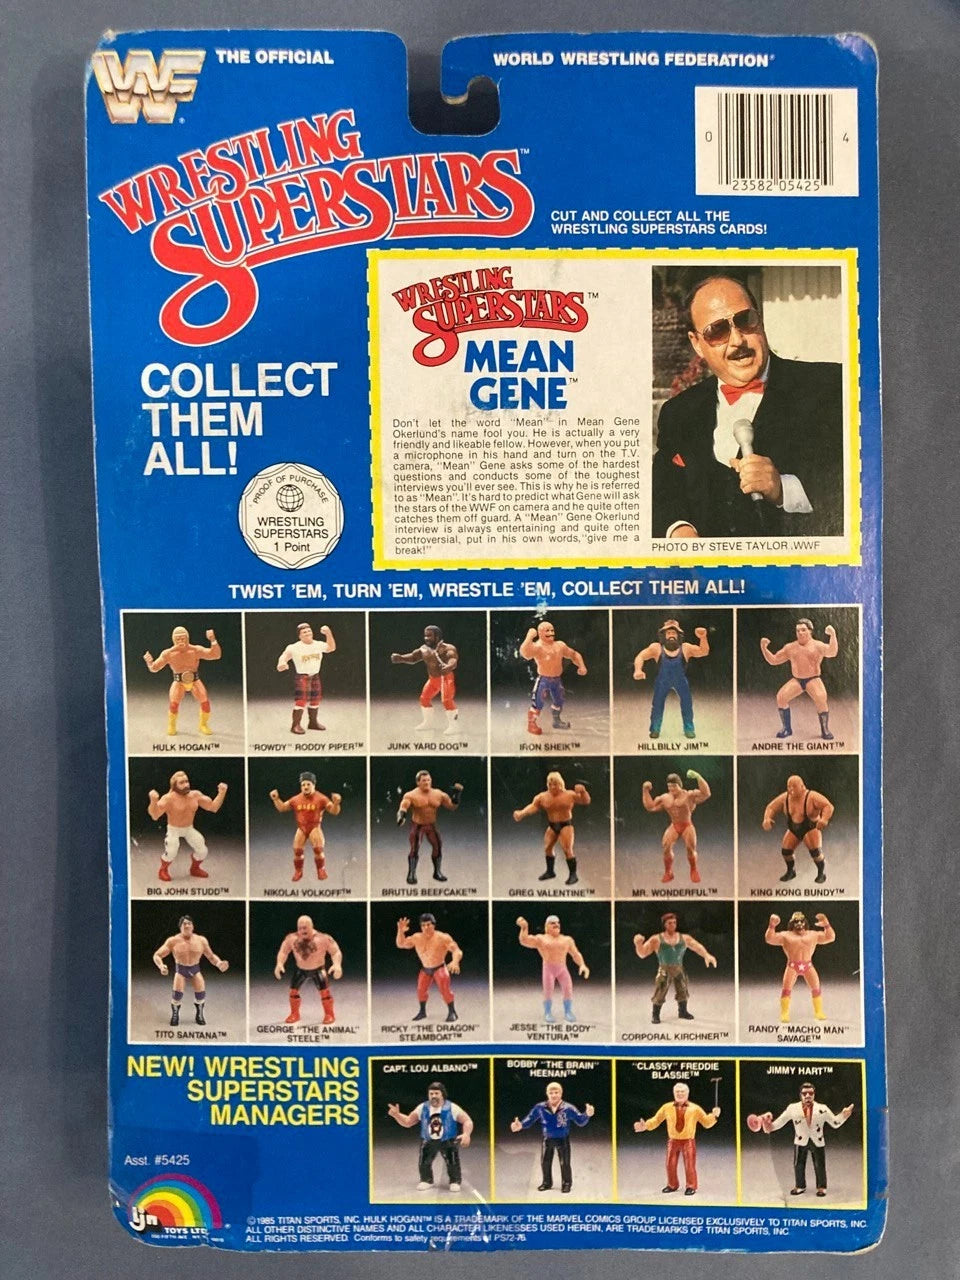 WF
THE OFFICIAL
WORLD WRESTLING FEDERATION®
WRESTLING
SUPERSTARS™
0
4
23582 05425
CUT AND COLLECT ALL THE
WRESTLING SUPERSTARS CARDS!
COLLECT
THEM
ALL!
PROOF OF PURCHASE
WRESTLING
SUPERSTARS
1 Point
WRESTLING
SUPERSTARS™
MEAN
GENE™
Don't let the word "Mean" in Mean Gene
Okerlund's name fool you. He is actually a very
friendly and likeable fellow. However, when you put
a microphone in his hand and turn on the T.V.
camera, "Mean" Gene asks some of the hardest
questions and conducts some of the toughest
interviews you'll ever see. This is why he is referred
to as "Mean". It's hard to predict what Gene will ask
the stars of the WWF on camera and he quite often
catches them off guard. A "Mean" Gene Okerlund
interview is always entertaining and quite often
controversial, put in his own words, "give me a
break!"
PHOTO BY STEVE TAYLOR, WWF
TWIST 'EM, TURN 'EM, WRESTLE 'EM, COLLECT THEM ALL!
HULK HOGAN™
"ROWDY" RODDY PIPER™
JUNK YARD DOG™
IRON SHEIK™
HILLBILLY JIM™
ANDRE THE GIANT™
BIG JOHN STUDD™
NIKOLAI VOLKOFF™
BRUTUS BEEFCAKE™
GREG VALENTINE™
MR. WONDERFUL™
KING KONG BUNDY™
TITO SANTANA™
GEORGE "THE ANIMAL"
STEELE™
RICKY "THE DRAGON"
STEAMBOAT™
JESSE "THE BODY"
VENTURA™
CORPORAL KIRCHNER™
RANDY "MACHO MAN"
SAVAGE™
NEW! WRESTLING
SUPERSTARS
MANAGERS
CAPT. LOU ALBANO™
BOBBY "THE BRAIN"
HEENAN™
"CLASSY" FREDDIE
BLASSIE™
JIMMY HART™
Asst. #5425
ljn
TOYS LTD.
©1985 TITAN SPORTS, INC. HULK HOGAN™ IS A TRADEMARK OF THE MARVEL COMICS GROUP LICENSED EXCLUSIVELY TO TITAN SPORTS, INC.
ALL OTHER DISTINCTIVE NAMES AND ALL CHARACTER LIKENESSES USED HEREIN, ARE TRADEMARKS OF TITAN SPORTS, INC.
ALL RIGHTS RESERVED. Conforms to safety requirements of PS72-76.